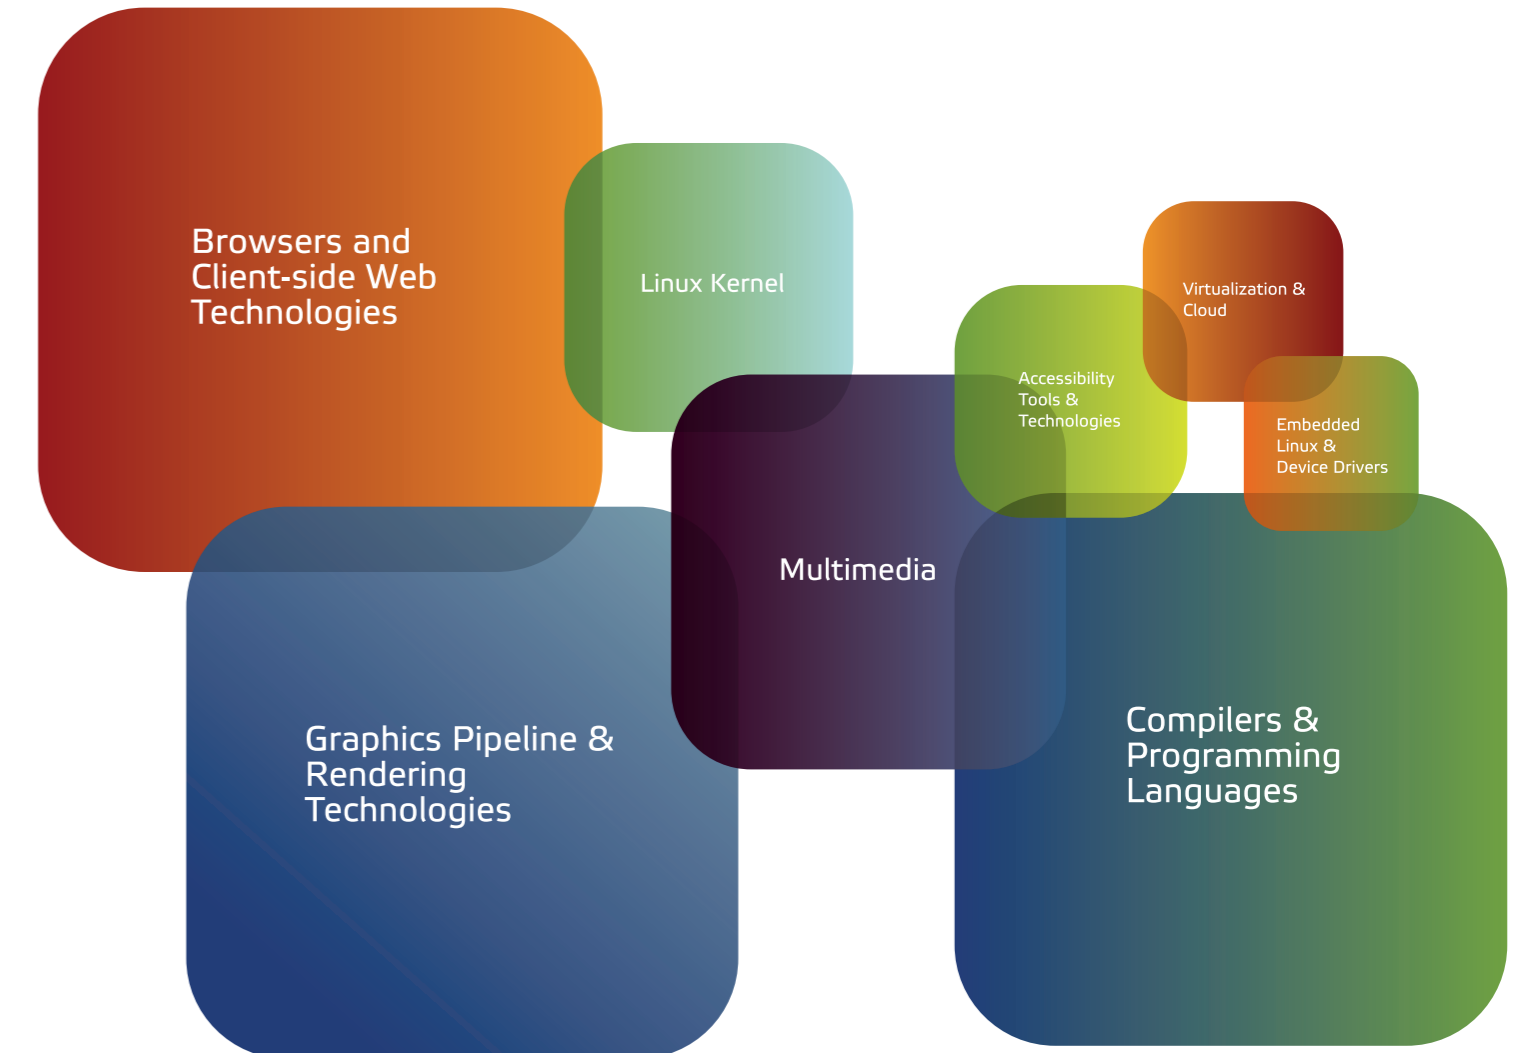 Browsers and
Client-side Web
Technologies
Linux Kernel
Virtualization &
Cloud
Accessibility
Tools &
Technologies
Embedded
Linux &
Device Drivers
Multimedia
Graphics Pipeline &
Rendering
Technologies
Compilers &
Programming
Languages